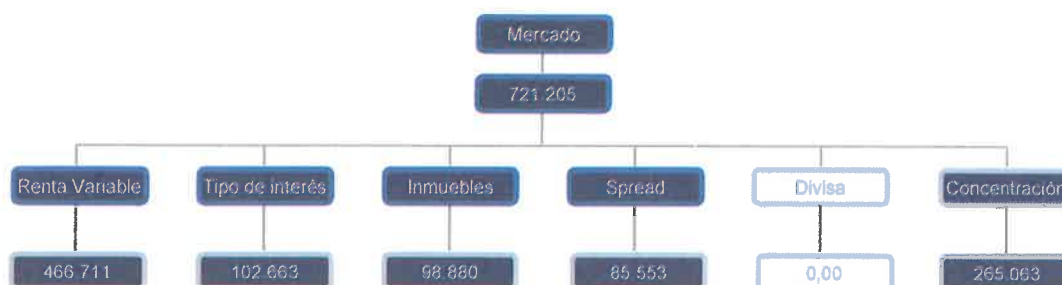 Mercado
721.205
Renta Variable
Tipo de interés
Inmuebles
Spread
Divisa
Concentración
466.711
102.663
98.880
85.553
0,00
265.063